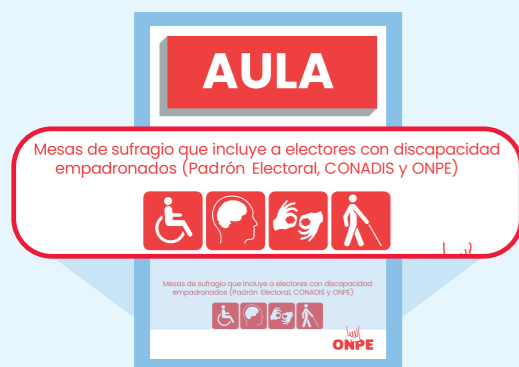 AULA
Mesas de sufragio que incluye a electores con discapacidad
empadronados (Padrón Electoral, CONADIS y ONPE)
Mesas de sufragio que incluye a electores con discapacidad
empadronados (Padrón Electoral, CONADIS y ONPE)
ONPE